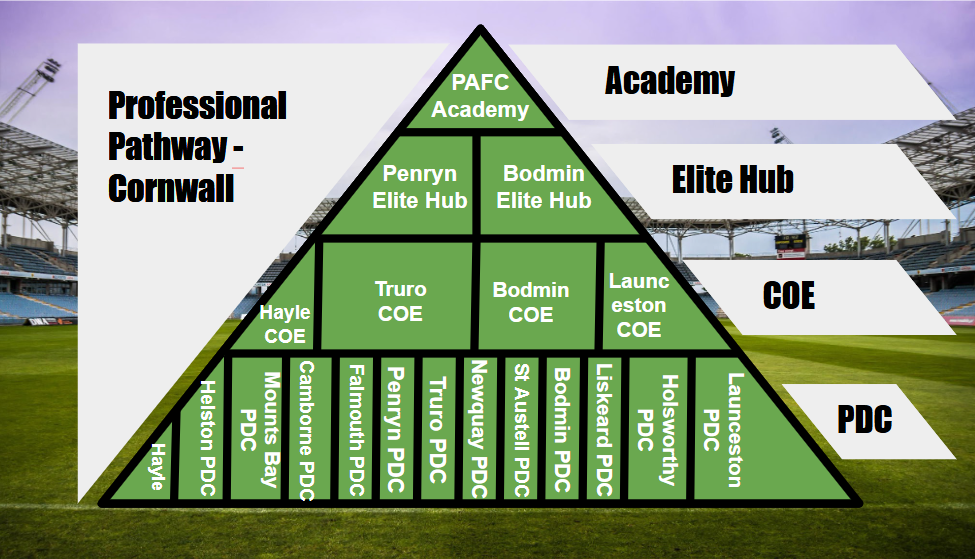 Professional
Pathway -
Cornwall
PAFC
Academy
Academy
Penryn
Elite Hub
Bodmin
Elite Hub
Elite Hub
Hayle
COE
Truro
COE
Bodmin
COE
Launc
eston
COE
COE
Hayle
Helston PDC
Mounts Bay
PDC
Camborne PDC
Falmouth PDC
Penryn PDC
Truro PDC
Newquay PDC
St Austell PDC
Bodmin PDC
Liskeard PDC
Holsworthy
PDC
Launceston
PDC
PDC